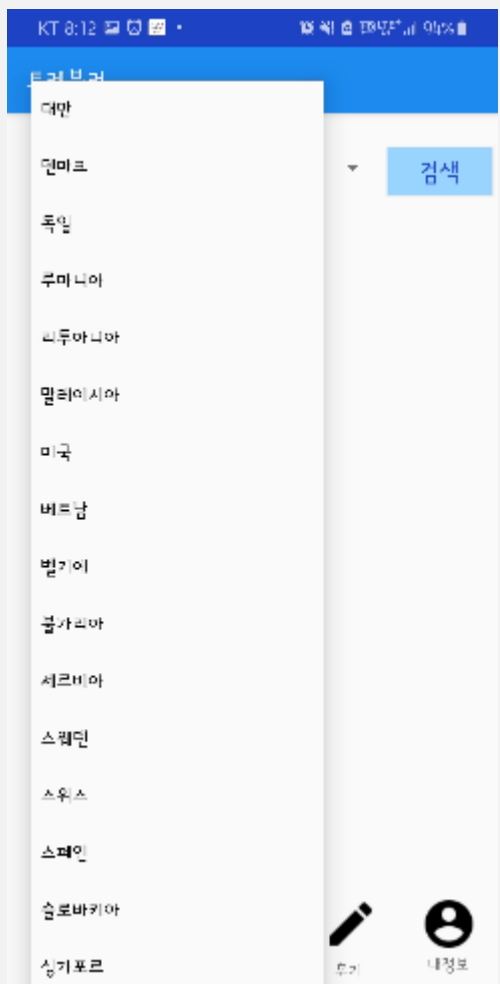 KT 8:12
94%
대만
덴마크
검색
독일
루마니아
리투아니아
말레이시아
미국
베트남
벨기에
불가리아
세르비아
스웨덴
스위스
스페인
슬로바키아
싱가포르
후기
내정보